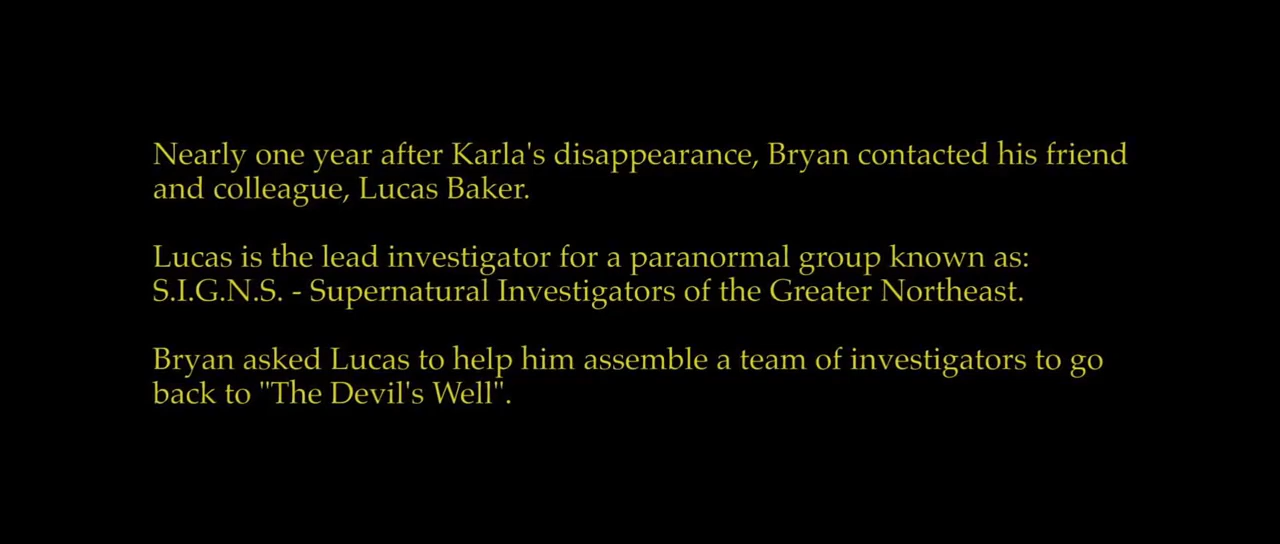 Nearly one year after Karla's disappearance, Bryan contacted his friend
and colleague, Lucas Baker.
Lucas is the lead investigator for a paranormal group known as:
S.I.G.N.S. - Supernatural Investigators of the Greater Northeast.
Bryan asked Lucas to help him assemble a team of investigators to go
back to "The Devil's Well".